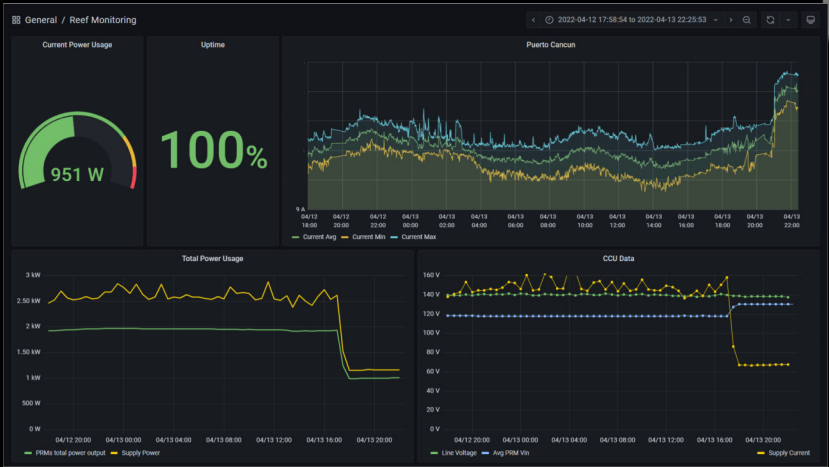 General / Reef Monitoring
2022-04-12 17:58:54 to 2022-04-13 22:25:53
Current Power Usage
951 W
Uptime
100%
Puerto Cancun
9 A
04/12 18:00 04/12 20:00 04/12 22:00 04/13 00:00 04/13 02:00 04/13 04:00 04/13 06:00 04/13 08:00 04/13 10:00 04/13 12:00 04/13 14:00 04/13 16:00 04/13 18:00 04/13 20:00 04/13 22:00
Current Avg Current Min Current Max
Total Power Usage
3 kW
2.50 kW
2 kW
1.50 kW
1 kW
500 W
0 W
04/12 20:00 04/13 00:00 04/13 04:00 04/13 08:00 04/13 12:00 04/13 16:00 04/13 20:00
PRMs total power output Supply Power
CCU Data
160 V
140 V
120 V
100 V
80 V
60 V
40 V
20 V
0 V
04/12 20:00 04/13 00:00 04/13 04:00 04/13 08:00 04/13 12:00 04/13 16:00 04/13 20:00
Line Voltage Avg PRM Vin Supply Current